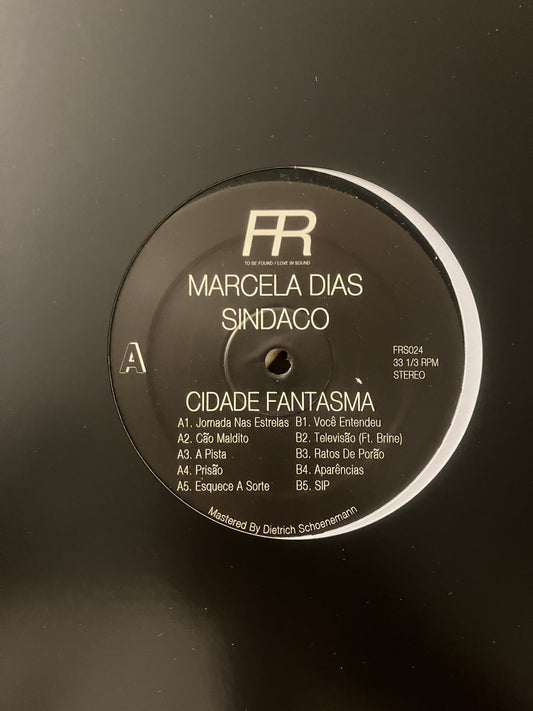 FR
TO BE FOUND / LOVE IN SOUND
MARCELA DIAS
SINDACO
A
FRS024
33 1/3 RPM
STEREO
CIDADE FANTASMA
A1. Jornada Nas Estrelas
A2. Cão Maldito
A3. A Pista
A4. Prisão
A5. Esquece A Sorte
B1. Você Entendeu
B2. Televisão (Ft. Brine)
B3. Ratos De Porão
B4. Aparências
B5. SIP
Mastered By Dietrich Schoenemann